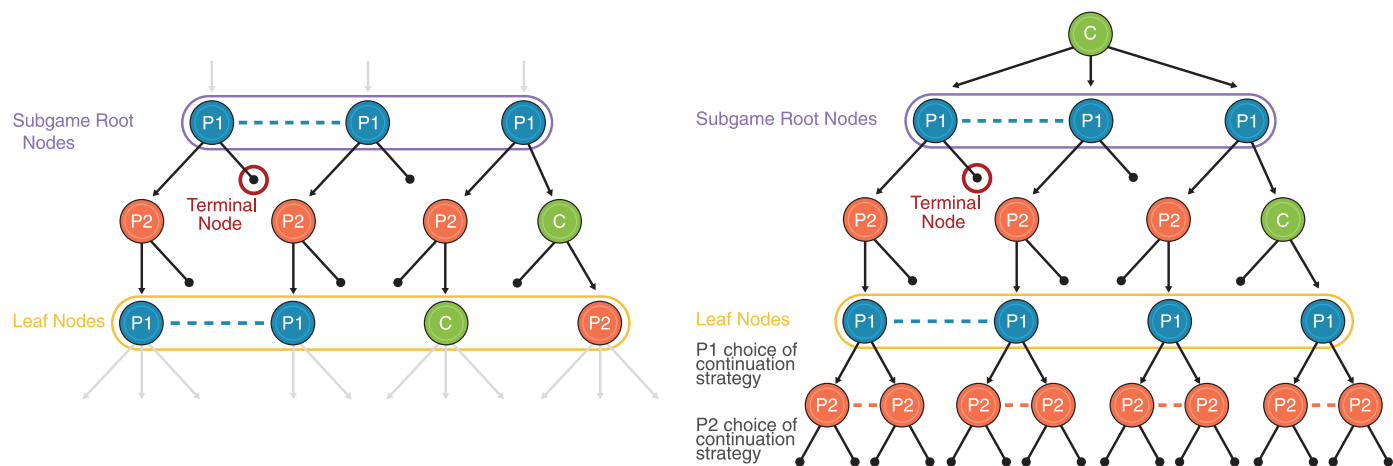 Subgame Root
Nodes
P1
P1
P1
Terminal
Node
P2
P2
P2
C
Leaf Nodes
P1
P1
C
P2
C
Subgame Root Nodes
P1
P1
P1
Terminal
Node
P2
P2
P2
C
Leaf Nodes
P1
P1
P1
P1
P1 choice of
continuation
strategy
P2
P2
P2
P2
P2
P2
P2
P2
P2 choice of
continuation
strategy